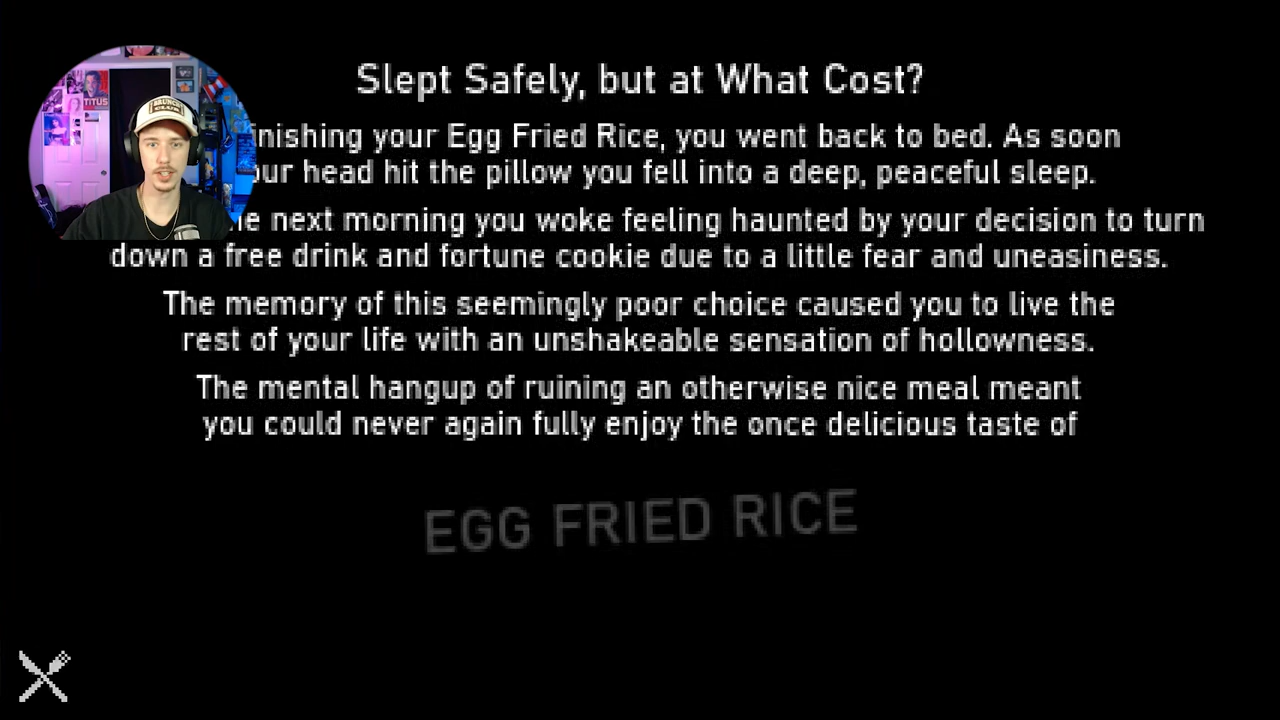 Slept Safely, but at What Cost?
inishing your Egg Fried Rice, you went back to bed. As soon
our head hit the pillow you fell into a deep, peaceful sleep.
e next morning you woke feeling haunted by your decision to turn
down a free drink and fortune cookie due to a little fear and uneasiness.
The memory of this seemingly poor choice caused you to live the
rest of your life with an unshakeable sensation of hollowness.
The mental hangup of ruining an otherwise nice meal meant
you could never again fully enjoy the once delicious taste of
EGG FRIED RICE
TITUS
BRUNCH
CLUB